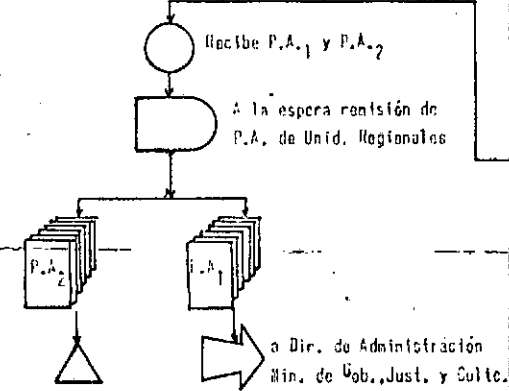 Recibe P.A.1 y P.A.2
A la espera remisión de
P.A. de Unid. Regionales
P.A.2
P.A1
a Dir. de Administración
Min. de Gob., Just. y Culto.